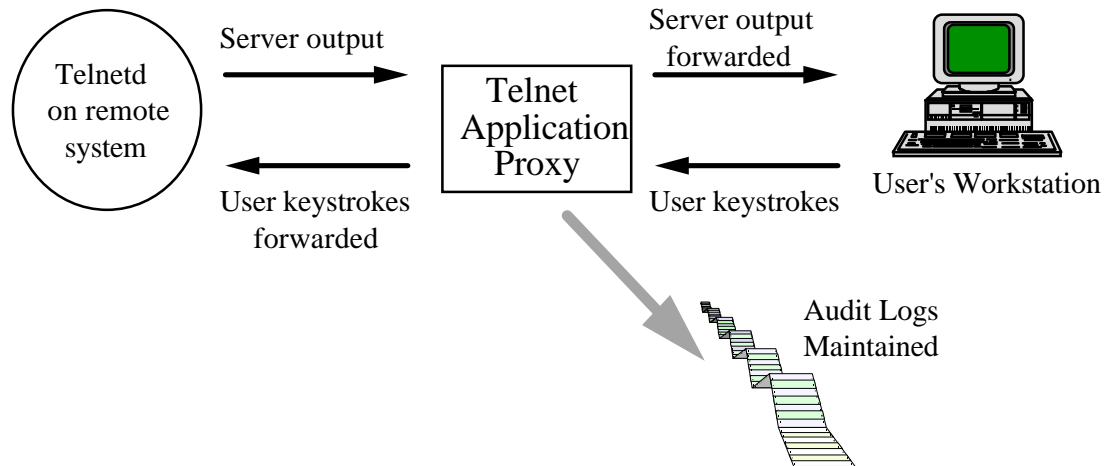 Telnetd
on remote
system
Server output
User keystrokes
forwarded
Telnet
Application
Proxy
Server output
forwarded
User keystrokes
User's Workstation
Audit Logs
Maintained